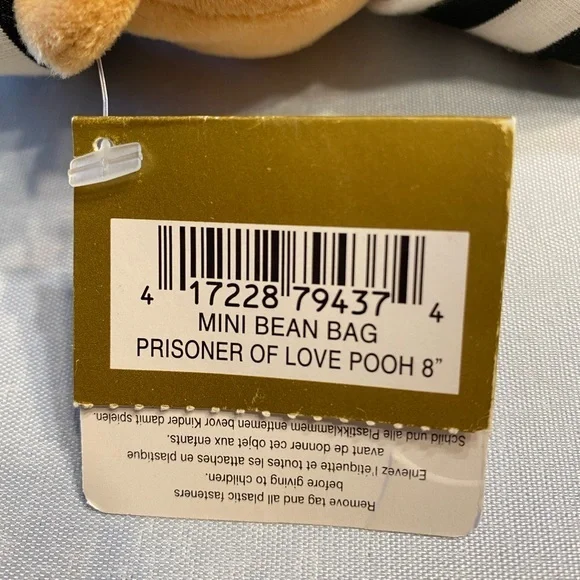 4 17228 79437 4
MINI BEAN BAG
PRISONER OF LOVE POOH 8"
Remove tag and all plastic fasteners
before giving to children.
Enlevez l'étiquette et toutes les attaches en plastique
avant de donner cet objet aux enfants.
Schild und alle Plastikklammern entfernen bevor Kinder damit spielen.